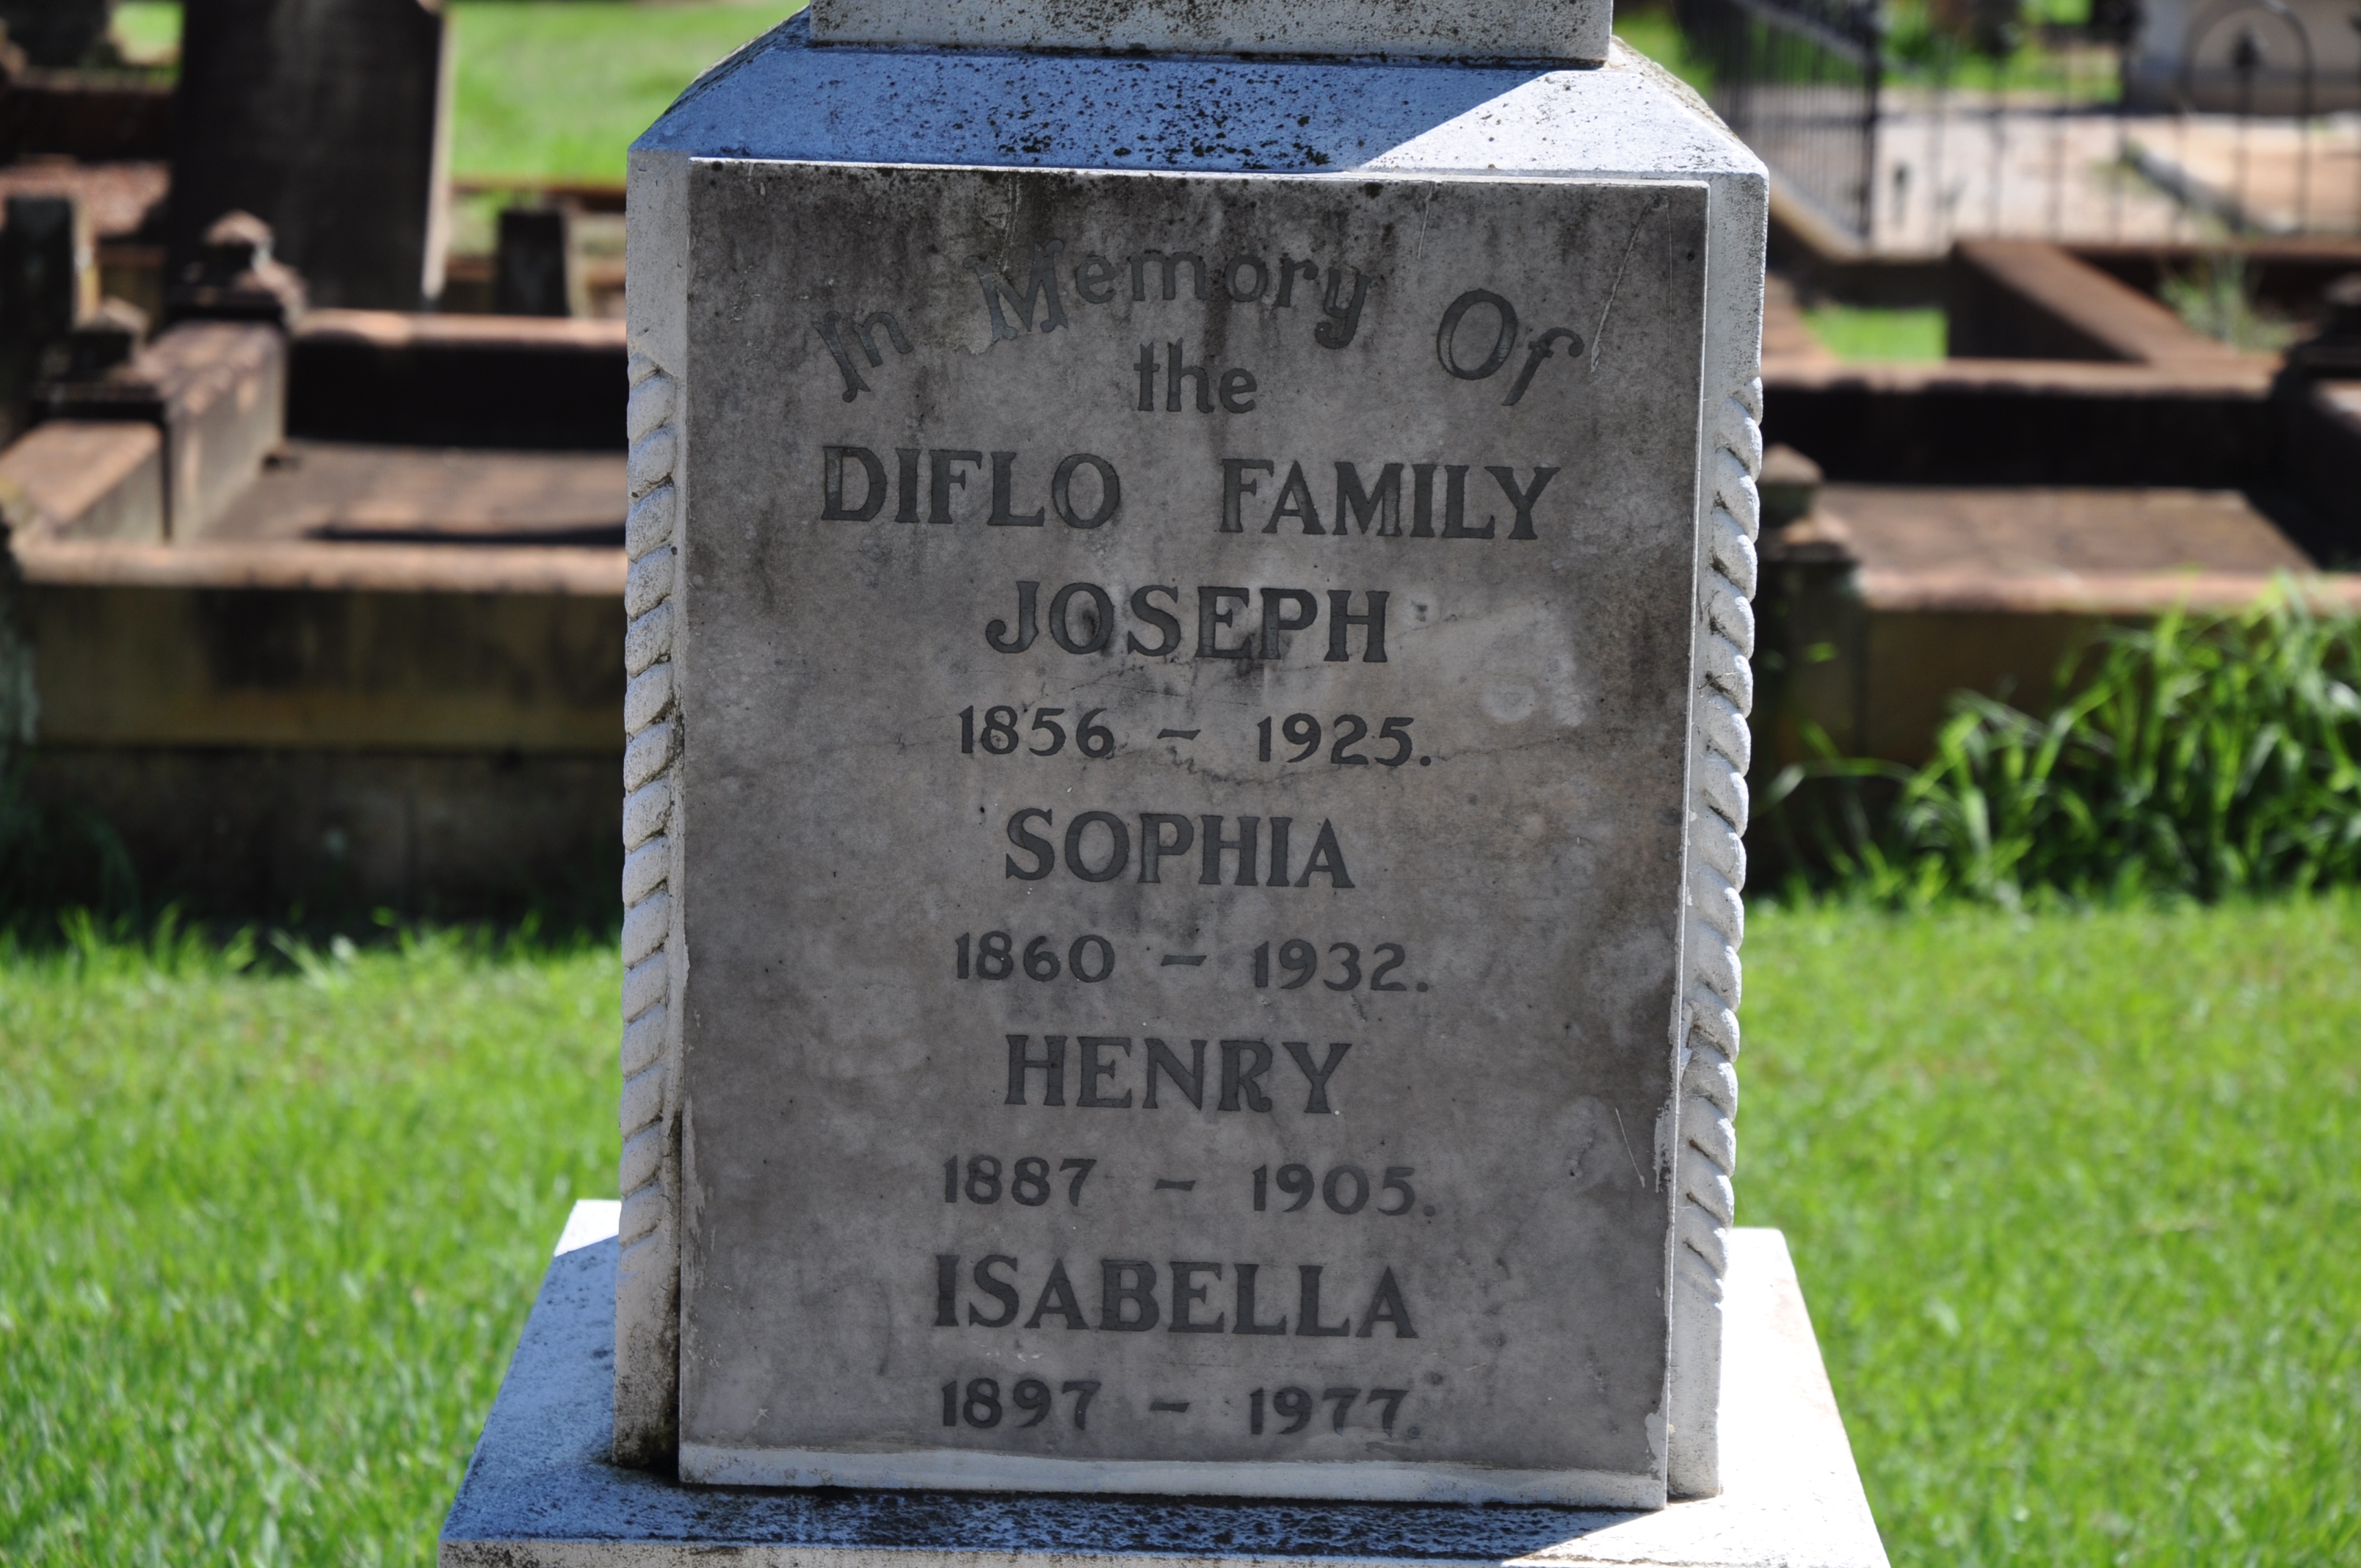 In Memory Of
the
DIFLO FAMILY
JOSEPH
1856 - 1925.
SOPHIA
1860 - 1932.
HENRY
1887 - 1905.
ISABELLA
1897 - 1977.